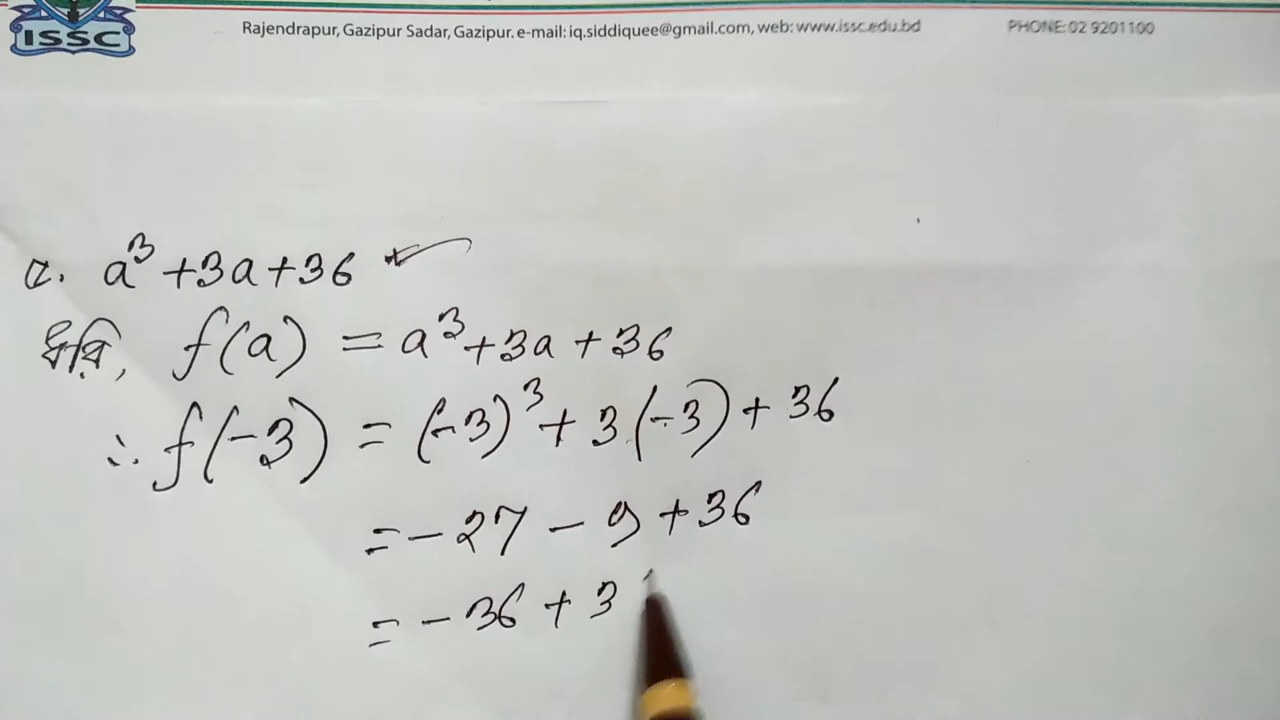 ISSC
Rajendrapur, Gazipur Sadar, Gazipur. e-mail: iq.siddiquee@gmail.com, web: www.issc.edu.bd PHONE: 02 9201100
৫. a³ +3a+36
ধরি, f(a) = a³+3a+36
∴ f(-3) = (-3)³ + 3.(-3) + 36
= -27 - 9 +36
= -36 + 3